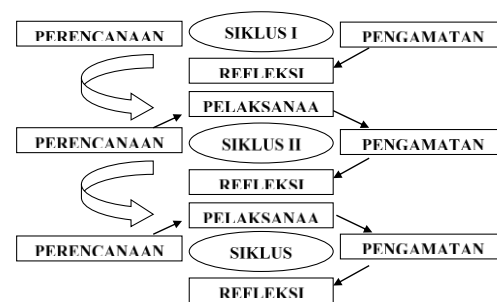 PERENCANAAN SIKLUS I PENGAMATAN
REFLEKSI
PELAKSANAA
PERENCANAAN SIKLUS II PENGAMATAN
REFLEKSI
PELAKSANAA
PERENCANAAN SIKLUS PENGAMATAN
REFLEKSI